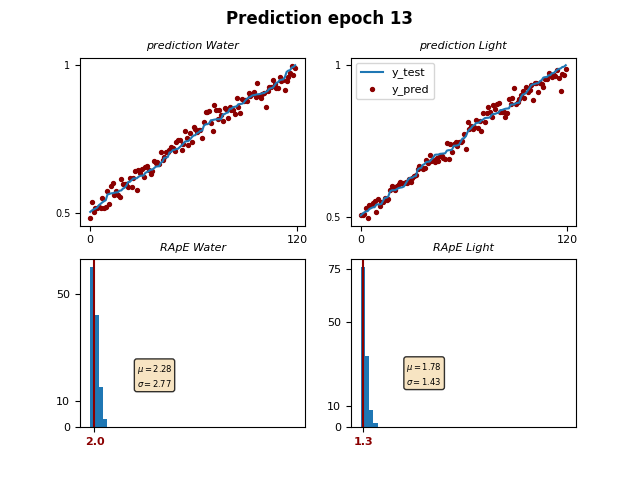 Prediction epoch 13
prediction Water
prediction Light
1
0.5
0
120
1
0.5
0
120
y_test
y_pred
RApE Water
RApE Light
50
10
0
2.0
μ = 2.28
σ = 2.77
75
50
10
0
1.3
μ = 1.78
σ = 1.43